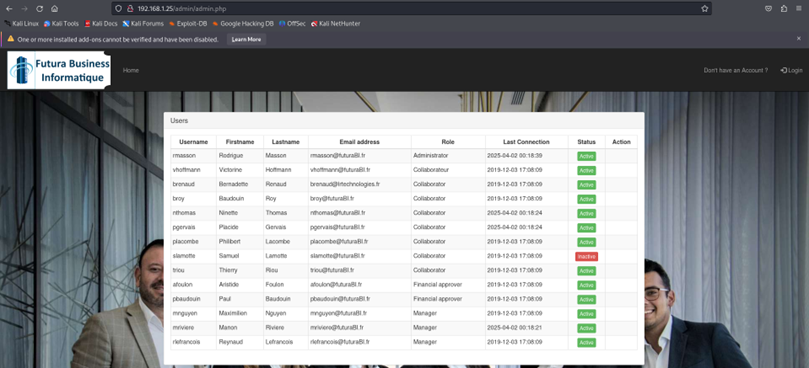 192.168.1.25/admin/admin.php
Kali Linux Kali Tools Kali Docs Kali Forums Exploit-DB Google Hacking DB OffSec Kali NetHunter
One or more installed add-ons cannot be verified and have been disabled. Learn More
Futura Business
Informatique
Home Don't have an Account ? Login
Users
Username Firstname Lastname Email address Role Last Connection Status Action
rmasson Rodrigue Masson rmasson@futuraBI.fr Administrator 2025-04-02 00:18:39 Active
vhoffmann Victorine Hoffmann vhoffmann@futuraBI.fr Collaborateur 2019-12-03 17:08:09 Active
brenaud Bernadette Renaud brenaud@lrtechnologies.fr Collaborator 2019-12-03 17:08:09 Active
broy Baudouin Roy broy@futuraBI.fr Collaborator 2019-12-03 17:08:09 Active
nthomas Ninette Thomas nthomas@futuraBI.fr Collaborator 2025-04-02 00:18:24 Active
pgervais Placide Gervais pgervais@futuraBI.fr Collaborator 2025-04-02 00:18:24 Active
placombe Philibert Lacombe placombe@futuraBI.fr Collaborator 2019-12-03 17:08:09 Active
slamotte Samuel Lamotte slamotte@futuraBI.fr Collaborator 2019-12-03 17:08:09 Inactive
triou Thierry Riou triou@futuraBI.fr Collaborator 2019-12-03 17:08:09 Active
afoulon Aristide Foulon afoulon@futuraBI.fr Financial approver 2019-12-03 17:08:09 Active
pbaudouin Paul Baudouin pbaudouin@futuraBI.fr Financial approver 2019-12-03 17:08:09 Active
mnguyen Maximilien Nguyen mnguyen@futuraBI.fr Manager 2019-12-03 17:08:09 Active
mriviere Manon Riviere mriviere@futuraBI.fr Manager 2025-04-02 00:18:21 Active
rlefrancois Reynaud Lefrancois rlefrancois@futuraBI.fr Manager 2019-12-03 17:08:09 Active